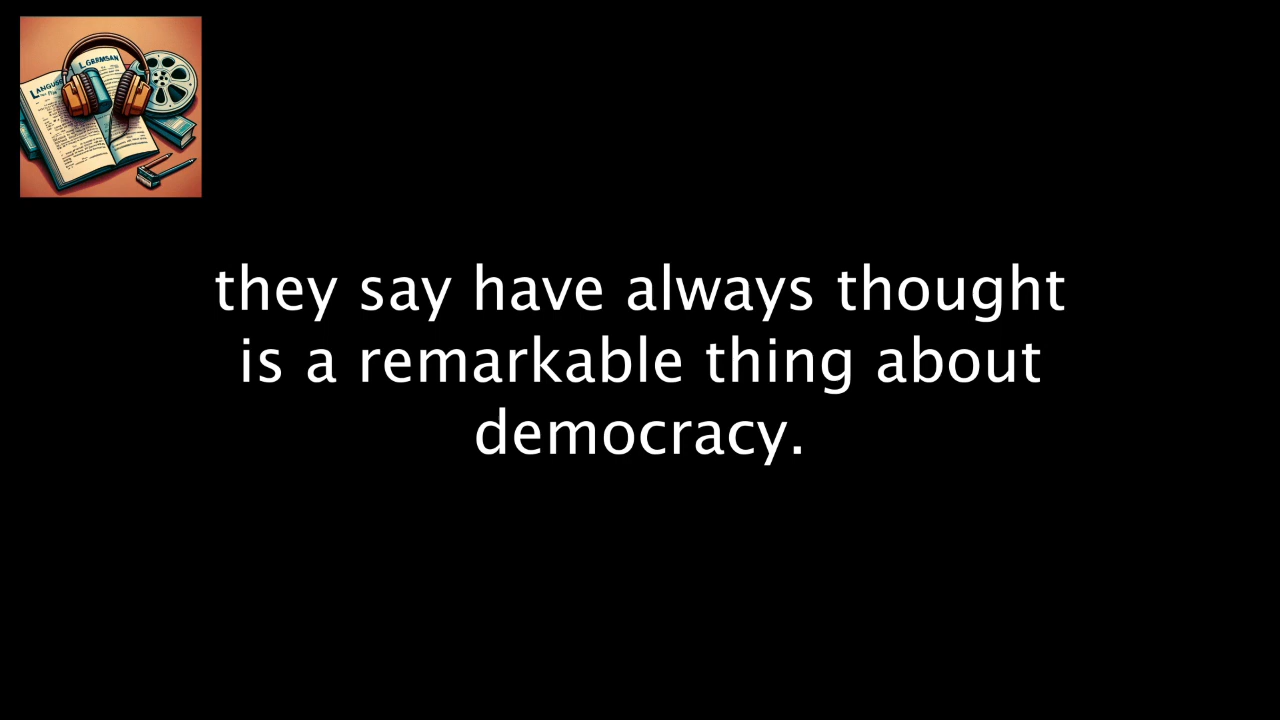 they say have always thought
is a remarkable thing about
democracy.